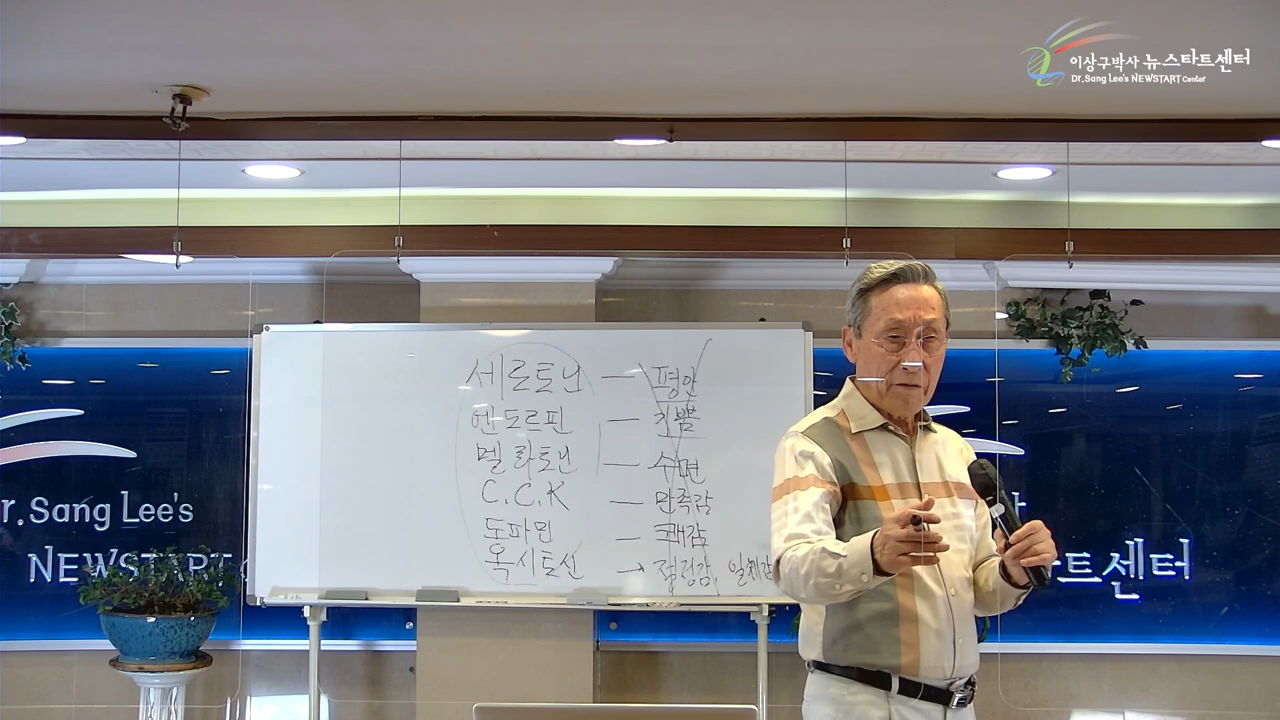 이상구박사 뉴스타트센터
Dr. Sang Lee's NEWSTART Center
세로토닌 — 평안
엔도르핀 — 기쁨
멜라토닌 — 수면
C.C.K — 만족감
도파민 — 쾌감
옥시토신 → 절정감, 일체감
r. Sang Lee's
NEWSTART
트센터